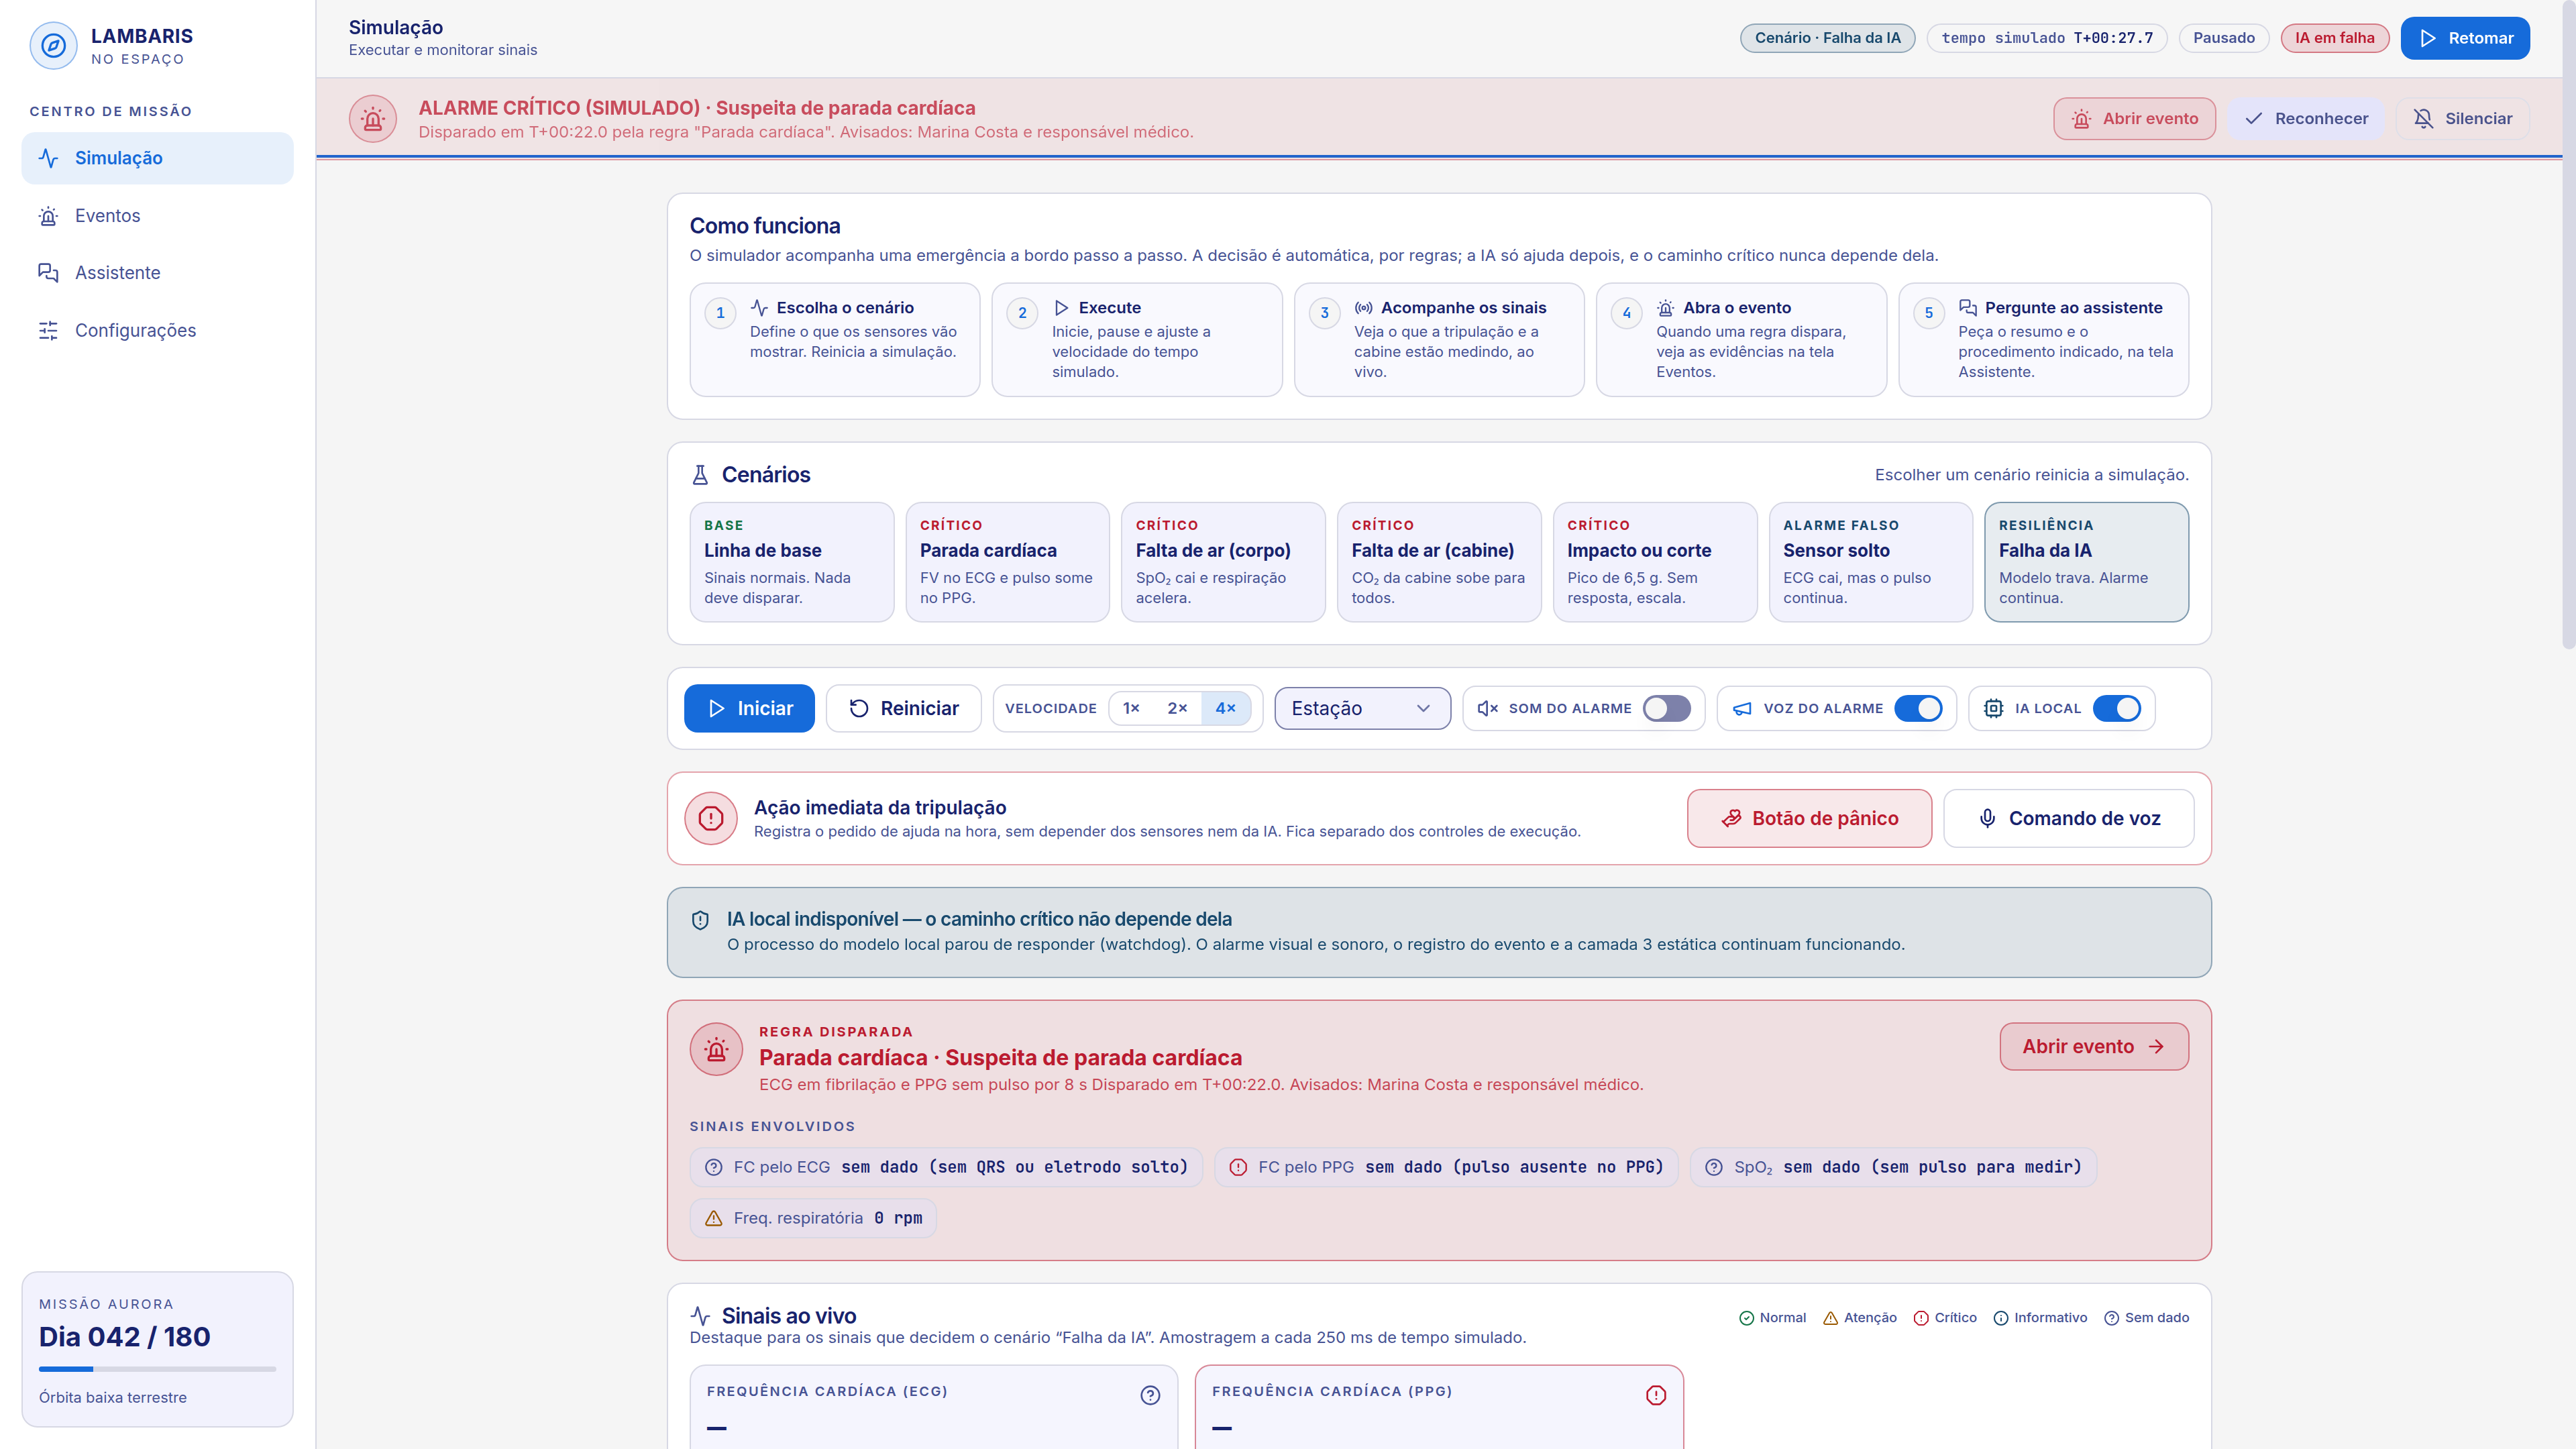 LAMBARIS
NO ESPAÇO
CENTRO DE MISSÃO
Simulação
Eventos
Assistente
Configurações
MISSÃO AURORA
Dia 042 / 180
Órbita baixa terrestre
Simulação
Executar e monitorar sinais
Cenário · Falha da IA
tempo simulado T+00:27.7
Pausado
IA em falha
Retomar
ALARME CRÍTICO (SIMULADO) · Suspeita de parada cardíaca
Disparado em T+00:22.0 pela regra "Parada cardíaca". Avisados: Marina Costa e responsável médico.
Abrir evento
Reconhecer
Silenciar
Como funciona
O simulador acompanha uma emergência a bordo passo a passo. A decisão é automática, por regras; a IA só ajuda depois, e o caminho crítico nunca depende dela.
1
Escolha o cenário
Define o que os sensores vão
mostrar. Reinicia a simulação.
2
Execute
Inicie, pause e ajuste a
velocidade do tempo
simulado.
3
Acompanhe os sinais
Veja o que a tripulação e a
cabine estão medindo, ao
vivo.
4
Abra o evento
Quando uma regra dispara,
veja as evidências na tela
Eventos.
5
Pergunte ao assistente
Peça o resumo e o
procedimento indicado, na tela
Assistente.
Cenários
Escolher um cenário reinicia a simulação.
BASE
Linha de base
Sinais normais. Nada
deve disparar.
CRÍTICO
Parada cardíaca
FV no ECG e pulso some
no PPG.
CRÍTICO
Falta de ar (corpo)
SpO₂ cai e respiração
acelera.
CRÍTICO
Falta de ar (cabine)
CO₂ da cabine sobe para
todos.
CRÍTICO
Impacto ou corte
Pico de 6,5 g. Sem
resposta, escala.
ALARME FALSO
Sensor solto
ECG cai, mas o pulso
continua.
RESILIÊNCIA
Falha da IA
Modelo trava. Alarme
continua.
Iniciar
Reiniciar
VELOCIDADE
1×
2×
4×
Estação
SOM DO ALARME
VOZ DO ALARME
IA LOCAL
Ação imediata da tripulação
Registra o pedido de ajuda na hora, sem depender dos sensores nem da IA. Fica separado dos controles de execução.
Botão de pânico
Comando de voz
IA local indisponível — o caminho crítico não depende dela
O processo do modelo local parou de responder (watchdog). O alarme visual e sonoro, o registro do evento e a camada 3 estática continuam funcionando.
REGRA DISPARADA
Parada cardíaca · Suspeita de parada cardíaca
ECG em fibrilação e PPG sem pulso por 8 s Disparado em T+00:22.0. Avisados: Marina Costa e responsável médico.
Abrir evento
SINAIS ENVOLVIDOS
FC pelo ECG sem dado (sem QRS ou eletrodo solto)
FC pelo PPG sem dado (pulso ausente no PPG)
SpO₂ sem dado (sem pulso para medir)
Freq. respiratória 0 rpm
Sinais ao vivo
Destaque para os sinais que decidem o cenário “Falha da IA”. Amostragem a cada 250 ms de tempo simulado.
Normal
Atenção
Crítico
Informativo
Sem dado
FREQUÊNCIA CARDÍACA (ECG)
—
FREQUÊNCIA CARDÍACA (PPG)
—